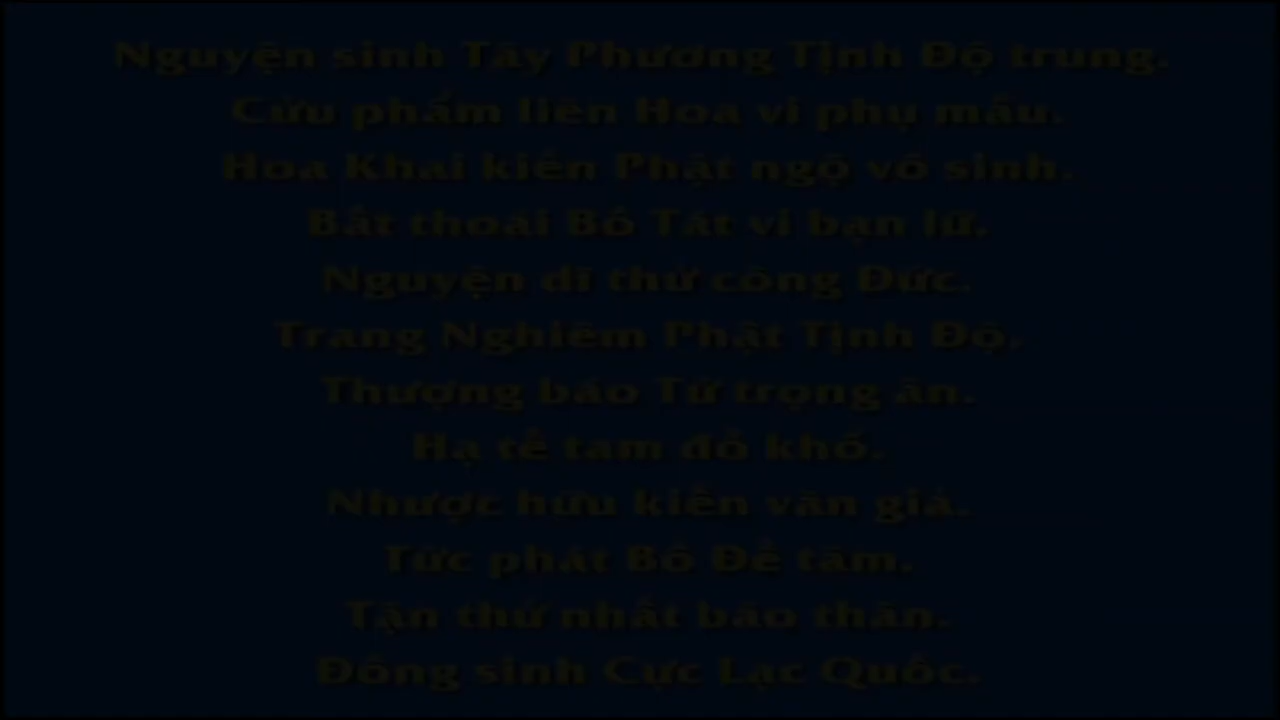 Nguyện sinh Tây Phương Tịnh Độ trung.
Cửu phẩm liên Hoa vi phụ mẫu.
Hoa Khai kiến Phật ngộ vô sinh.
Bất thoái Bồ Tát vi bạn lữ.
Nguyện dĩ thử công Đức.
Trang Nghiêm Phật Tịnh Độ.
Thượng báo Tứ trọng ân.
Hạ tế tam đồ khổ.
Nhược hữu kiến văn giả.
Tức phát Bồ Đề tâm.
Tận thử nhất báo thân.
Đồng sinh Cực Lạc Quốc.